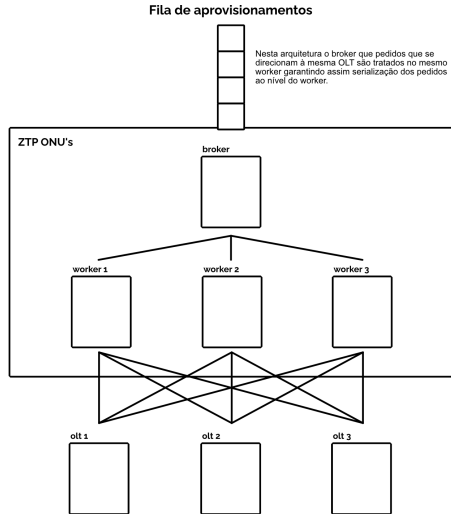 Fila de aprovisionamentos
Nesta arquitetura o broker que pedidos que se
direcionam à mesma OLT são tratados no mesmo
worker garantindo assim serialização dos pedidos
ao nível do worker.
ZTP ONU's
broker
worker 1
worker 2
worker 3
olt 1
olt 2
olt 3